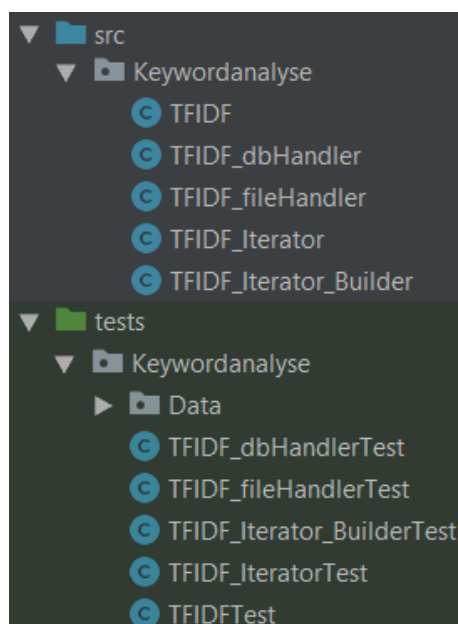 src
Keywordanalyse
C TFIDF
C TFIDF_dbHandler
C TFIDF_fileHandler
C TFIDF_Iterator
C TFIDF_Iterator_Builder
tests
Keywordanalyse
Data
C TFIDF_dbHandlerTest
C TFIDF_fileHandlerTest
C TFIDF_Iterator_BuilderTest
C TFIDF_IteratorTest
C TFIDFTest